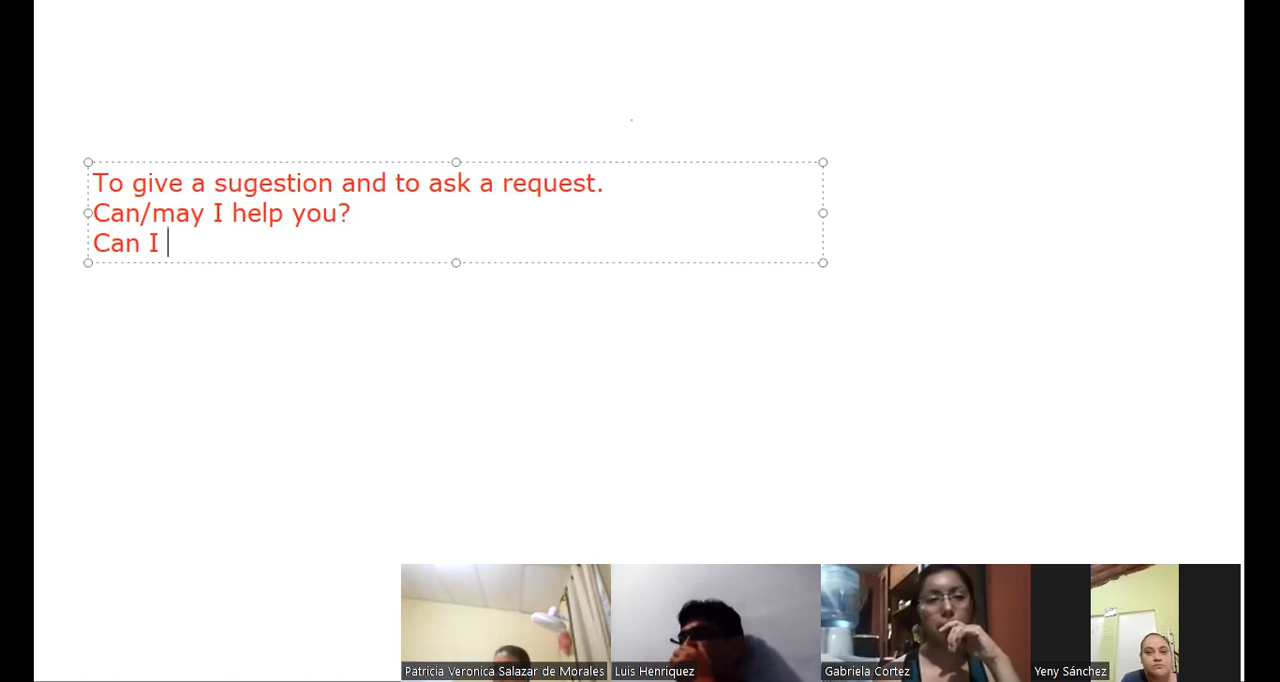 To give a sugestion and to ask a request.
Can/may I help you?
Can I
Patricia Veronica Salazar de Morales
Luis Henriquez
Gabriela Cortez
Yeny Sánchez